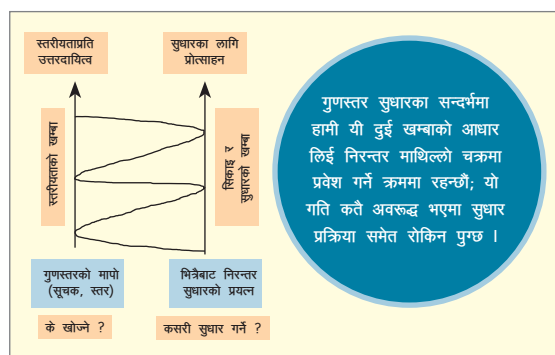 स्तरीयताप्रति
उत्तरदायित्व
सुधारका लागि
प्रोत्साहन
स्तरीयताको खम्बा
सिकाइ र
सुधारको खम्बा
गुणस्तरको मापो
(सूचक, स्तर)
भित्रैबाट निरन्तर
सुधारको प्रयत्न
के खोज्ने ?
कसरी सुधार गर्ने ?
गुणस्तर सुधारका सन्दर्भमा
हामी यी दुई खम्बाको आधार
लिई निरन्तर माथिल्लो चक्रमा
प्रवेश गर्ने क्रममा रहन्छौं; यो
गति कतै अवरूद्ध भएमा सुधार
प्रक्रिया समेत रोकिन पुग्छ ।